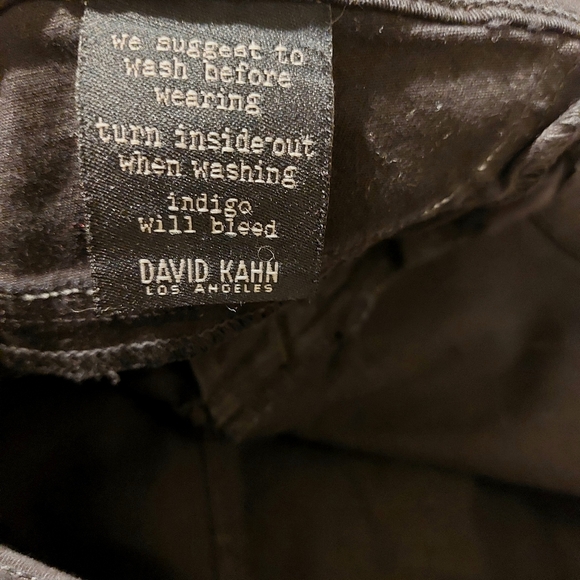 we suggest to
wash before
wearing
turn inside-out
when washing
indigo
will bleed
DAVID KAHN
LOS ANGELES